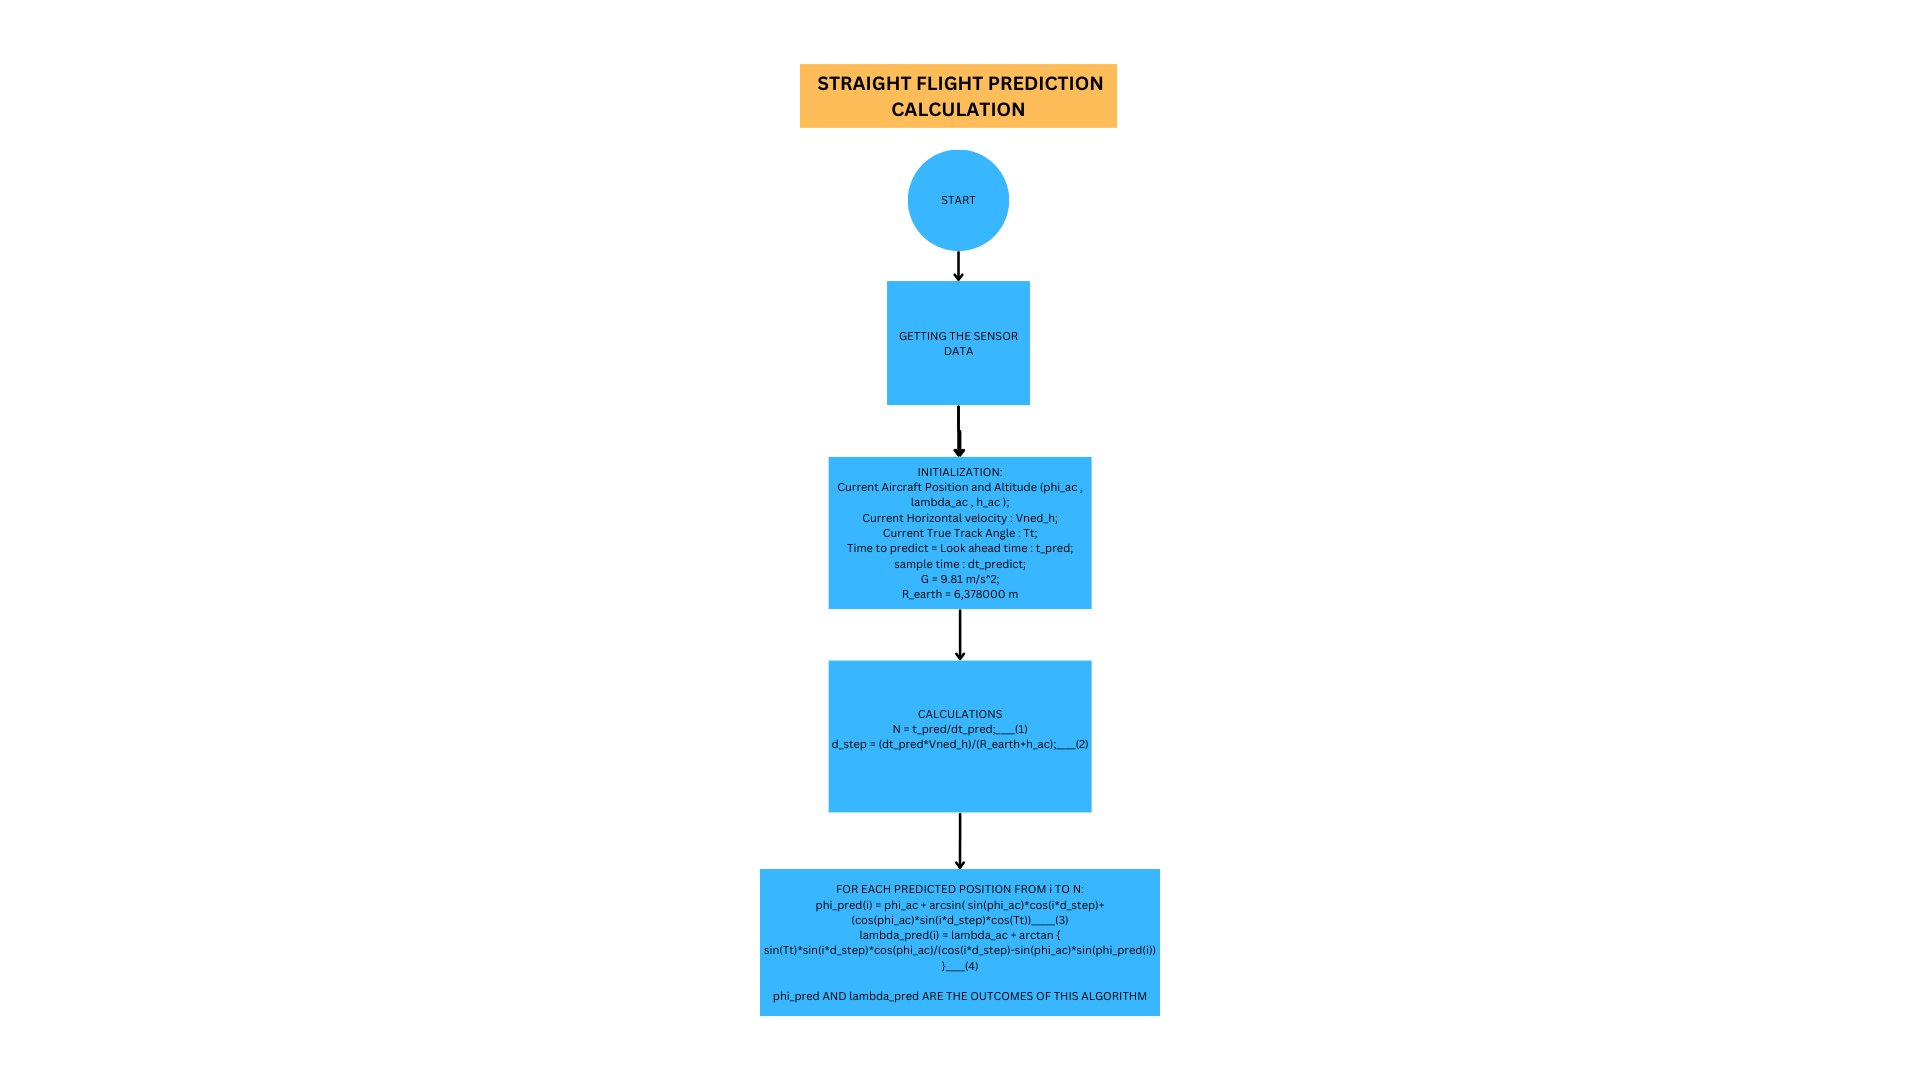 STRAIGHT FLIGHT PREDICTION
CALCULATION
START
GETTING THE SENSOR
DATA
INITIALIZATION:
Current Aircraft Position and Altitude (phi_ac ,
lambda_ac , h_ac );
Current Horizontal velocity : Vned_h;
Current True Track Angle : Tt;
Time to predict = Look ahead time : t_pred;
sample time : dt_predict;
G = 9.81 m/s^2;
R_earth = 6,378000 m
CALCULATIONS
N = t_pred/dt_pred;___(1)
d_step = (dt_pred*Vned_h)/(R_earth+h_ac);___(2)
FOR EACH PREDICTED POSITION FROM i TO N:
phi_pred(i) = phi_ac + arcsin( sin(phi_ac)*cos(i*d_step)+
(cos(phi_ac)*sin(i*d_step)*cos(Tt))____(3)
lambda_pred(i) = lambda_ac + arctan {
sin(Tt)*sin(i*d_step)*cos(phi_ac)/(cos(i*d_step)-sin(phi_ac)*sin(phi_pred(i))
}___(4)
phi_pred AND lambda_pred ARE THE OUTCOMES OF THIS ALGORITHM